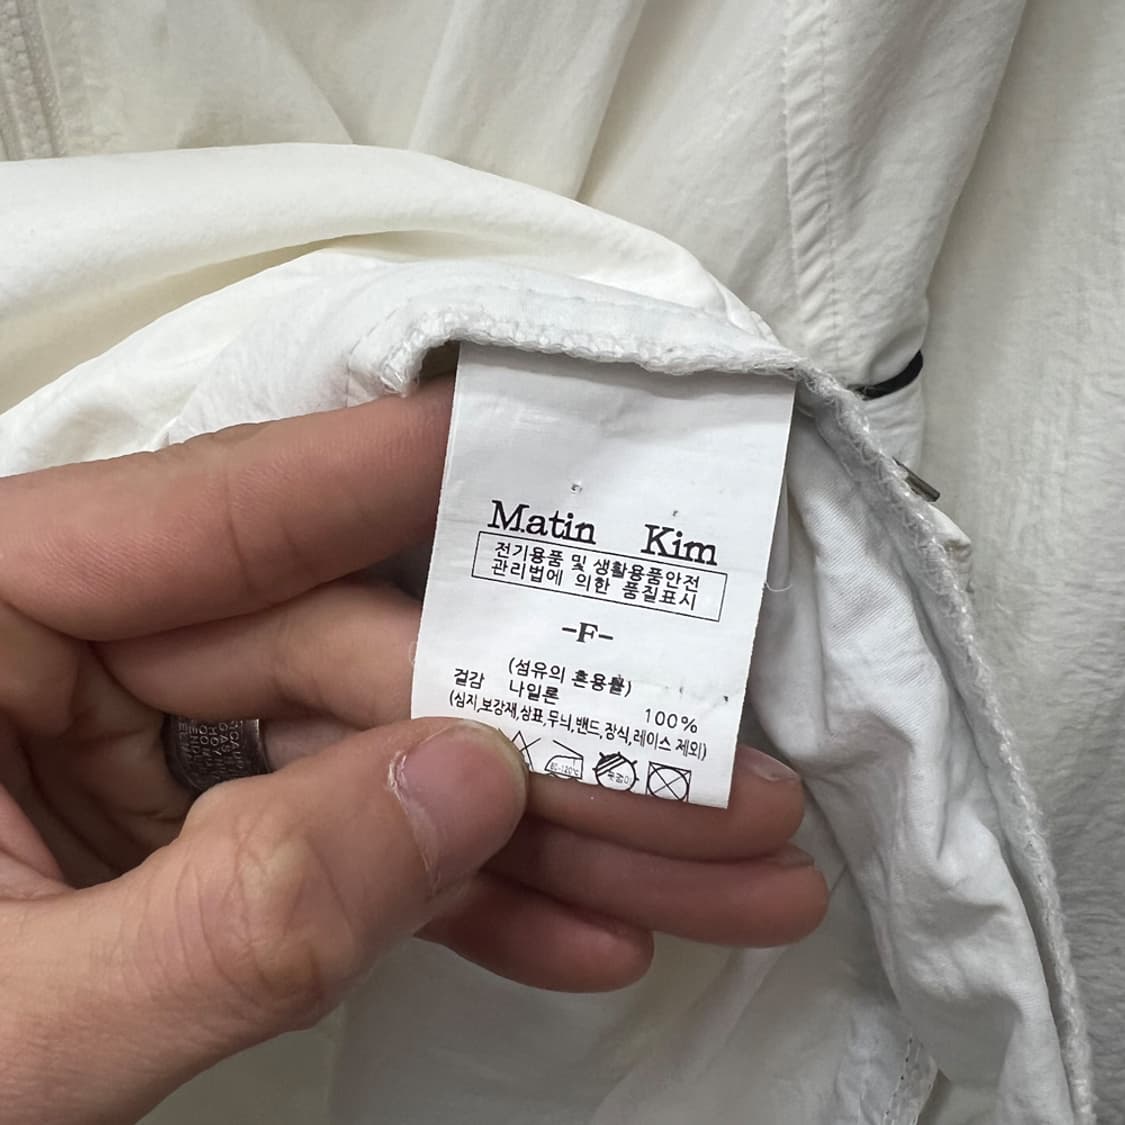 Matin Kim
전기용품 및 생활용품안전
관리법에 의한 품질표시
-F-
(섬유의 혼용률)
겉감 나일론 100%
(심지,보강재,상표,무늬,밴드,장식,레이스 제외)
80-120℃